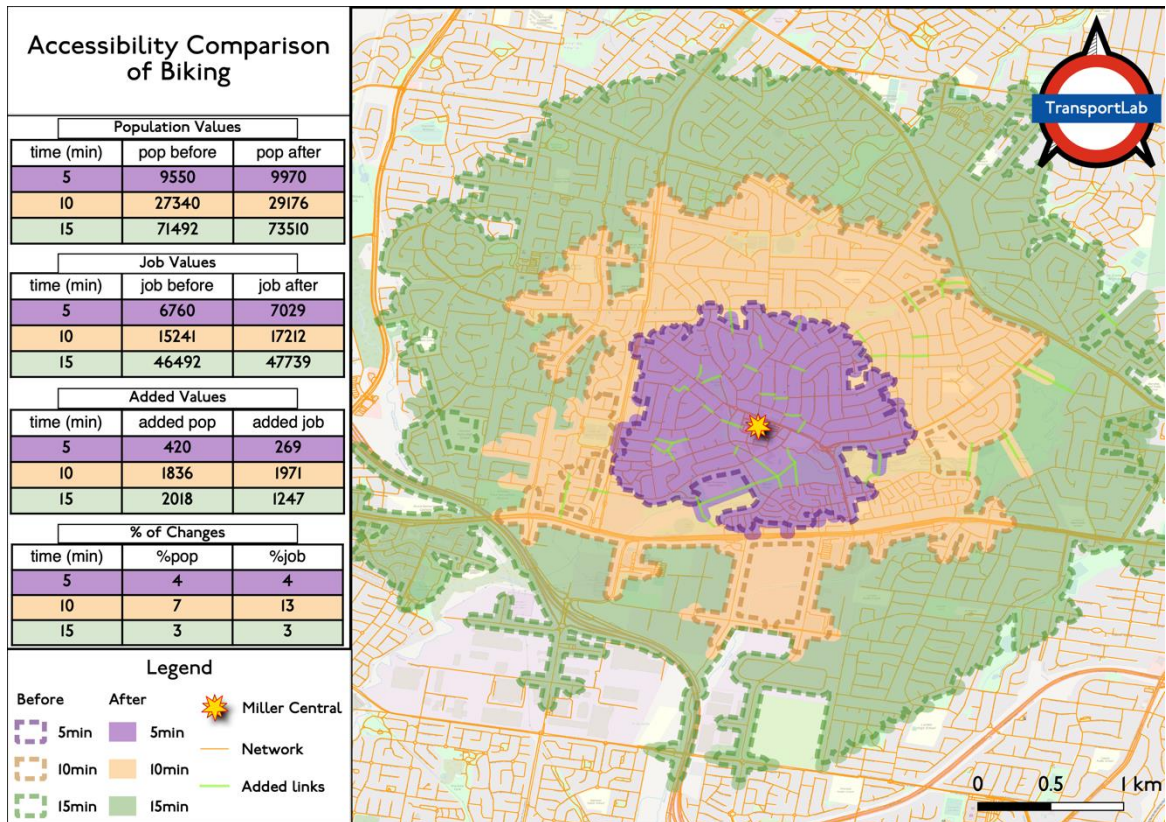 Accessibility Comparison
of Biking
Population Values
time (min) pop before pop after
5 9550 9970
10 27340 29176
15 71492 73510
Job Values
time (min) job before job after
5 6760 7029
10 15241 17212
15 46492 47739
Added Values
time (min) added pop added job
5 420 269
10 1836 1971
15 2018 1247
% of Changes
time (min) %pop %job
5 4 4
10 7 13
15 3 3
Legend
Before After
5min 5min
10min 10min
15min 15min
Miller Central
Network
Added links
TransportLab
0 0.5 1 km